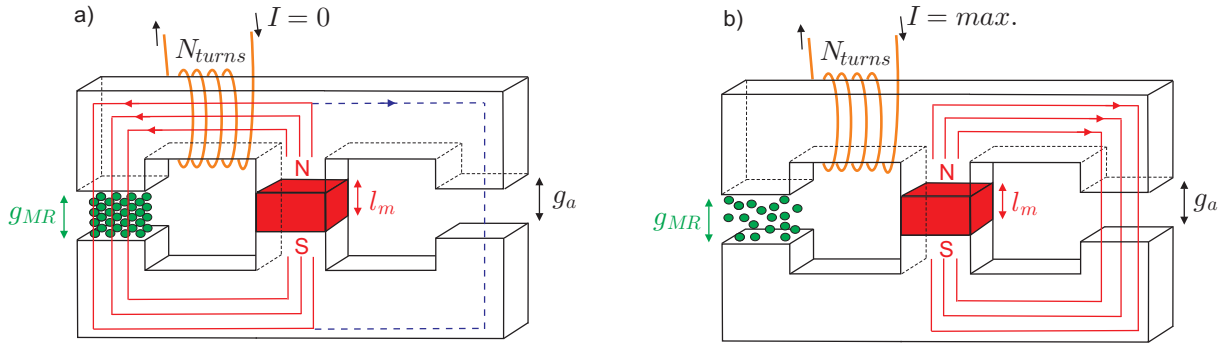 a)
I = 0
N_turns
N
l_m
g_MR
g_a
S
b)
I = max.
N_turns
N
l_m
g_MR
g_a
S